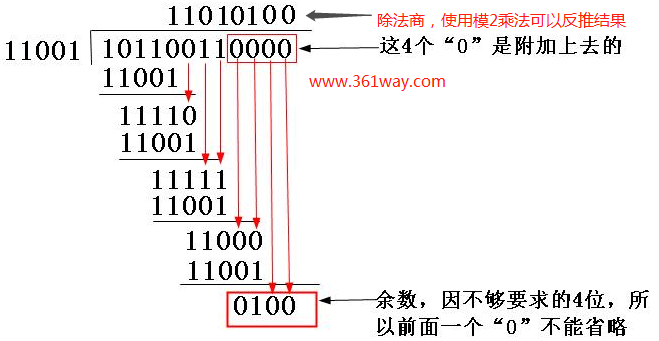 11010100
除法商，使用模2乘法可以反推结果
11001
101100110000
这4个“0”是附加上去的
11001
www.361way.com
11110
11001
11111
11001
11000
11001
0100
余数，因不够要求的4位，所
以前面一个“0”不能省略